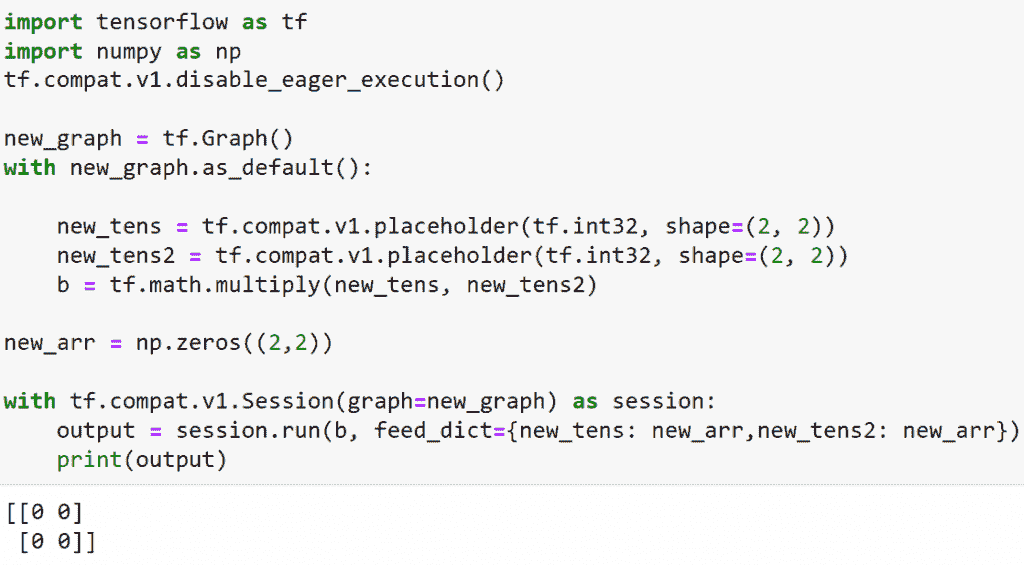 import tensorflow as tf
import numpy as np
tf.compat.v1.disable_eager_execution()
new_graph = tf.Graph()
with new_graph.as_default():
    new_tens = tf.compat.v1.placeholder(tf.int32, shape=(2, 2))
    new_tens2 = tf.compat.v1.placeholder(tf.int32, shape=(2, 2))
    b = tf.math.multiply(new_tens, new_tens2)
new_arr = np.zeros((2,2))
with tf.compat.v1.Session(graph=new_graph) as session:
    output = session.run(b, feed_dict={new_tens: new_arr,new_tens2: new_arr})
    print(output)
[[0 0]
 [0 0]]